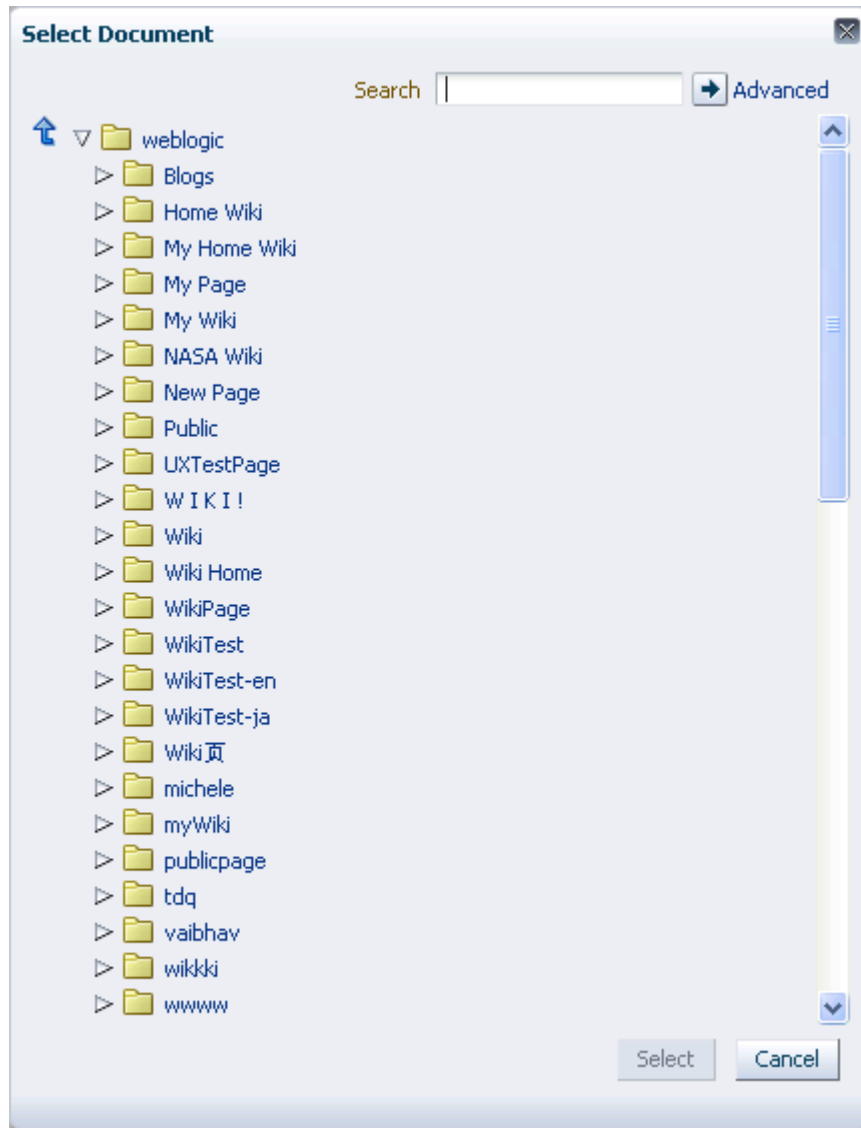 Select Document
Search Advanced
weblogic
Blogs
Home Wiki
My Home Wiki
My Page
My Wiki
NASA Wiki
New Page
Public
UXTestPage
W I K I !
Wiki
Wiki Home
WikiPage
WikiTest
WikiTest-en
WikiTest-ja
Wiki页
michele
myWiki
publicpage
tdq
vaibhav
wikkki
wwww
Select Cancel